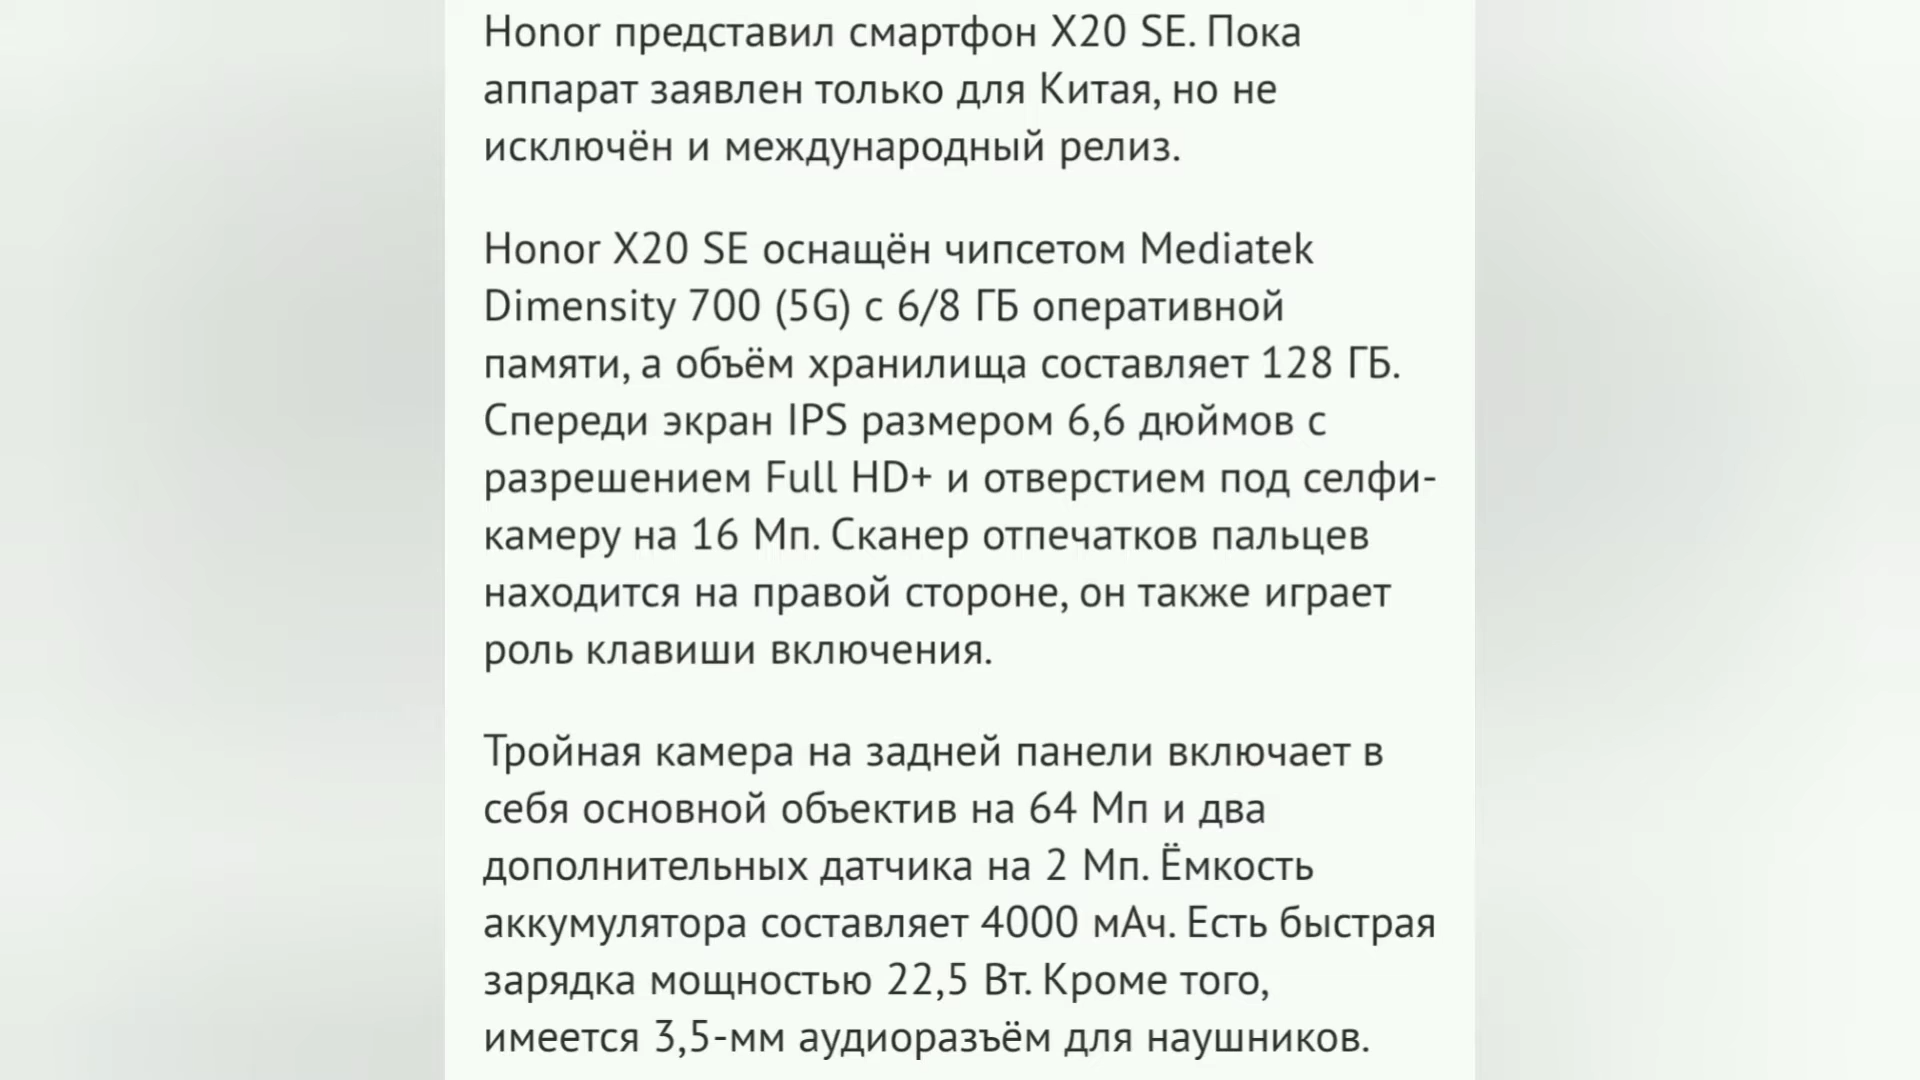 Honor представил смартфон X20 SE. Пока
аппарат заявлен только для Китая, но не
исключён и международный релиз.
Honor X20 SE оснащён чипсетом Mediatek
Dimensity 700 (5G) с 6/8 ГБ оперативной
памяти, а объём хранилища составляет 128 ГБ.
Спереди экран IPS размером 6,6 дюймов с
разрешением Full HD+ и отверстием под селфи-
камеру на 16 Мп. Сканер отпечатков пальцев
находится на правой стороне, он также играет
роль клавиши включения.
Тройная камера на задней панели включает в
себя основной объектив на 64 Мп и два
дополнительных датчика на 2 Мп. Ёмкость
аккумулятора составляет 4000 мАч. Есть быстрая
зарядка мощностью 22,5 Вт. Кроме того,
имеется 3,5-мм аудиоразъём для наушников.